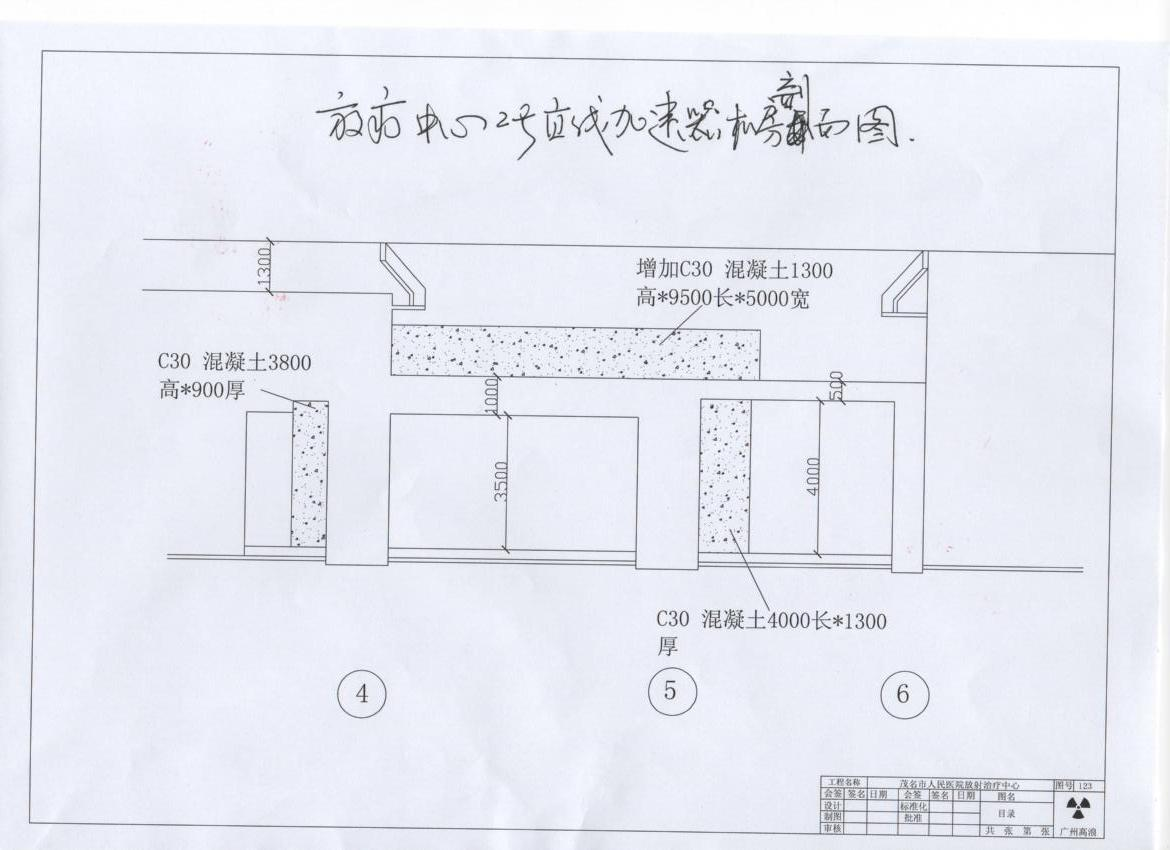 放疗中心2号直线加速器机房剖面图.
1300
增加C30 混凝土1300
高*9500长*5000宽
C30 混凝土3800
高*900厚
1000
500
3500
4000
C30 混凝土4000长*1300
厚
4
5
6
工程名称 茂名市人民医院放射治疗中心 图号 123
会签 签名 日期 会签 签名 日期 图名
设计 标准化 目录
制图 批准
审核 共 张 第 张 广州高浪